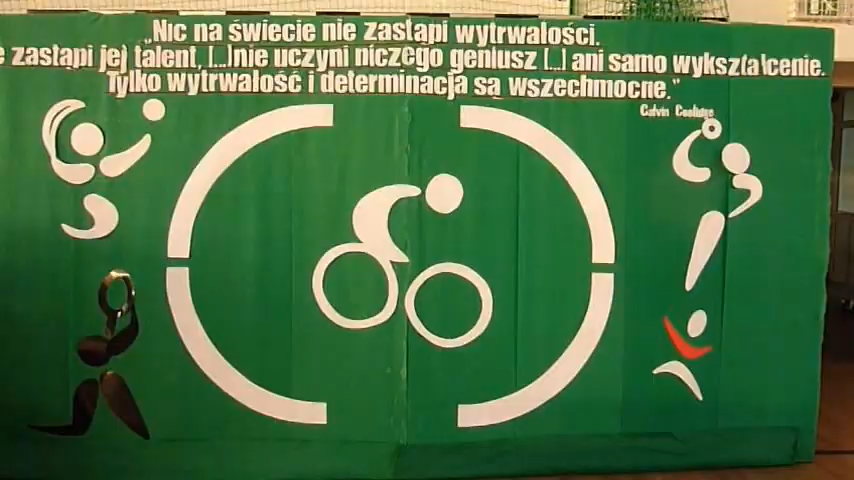 „Nic na świecie nie zastąpi wytrwałości.
e zastąpi jej talent, [...]nie uczyni niczego geniusz [...] ani samo wykształcenie.
Tylko wytrwałość i determinacja są wszechmocne.”
Calvin Coolidge